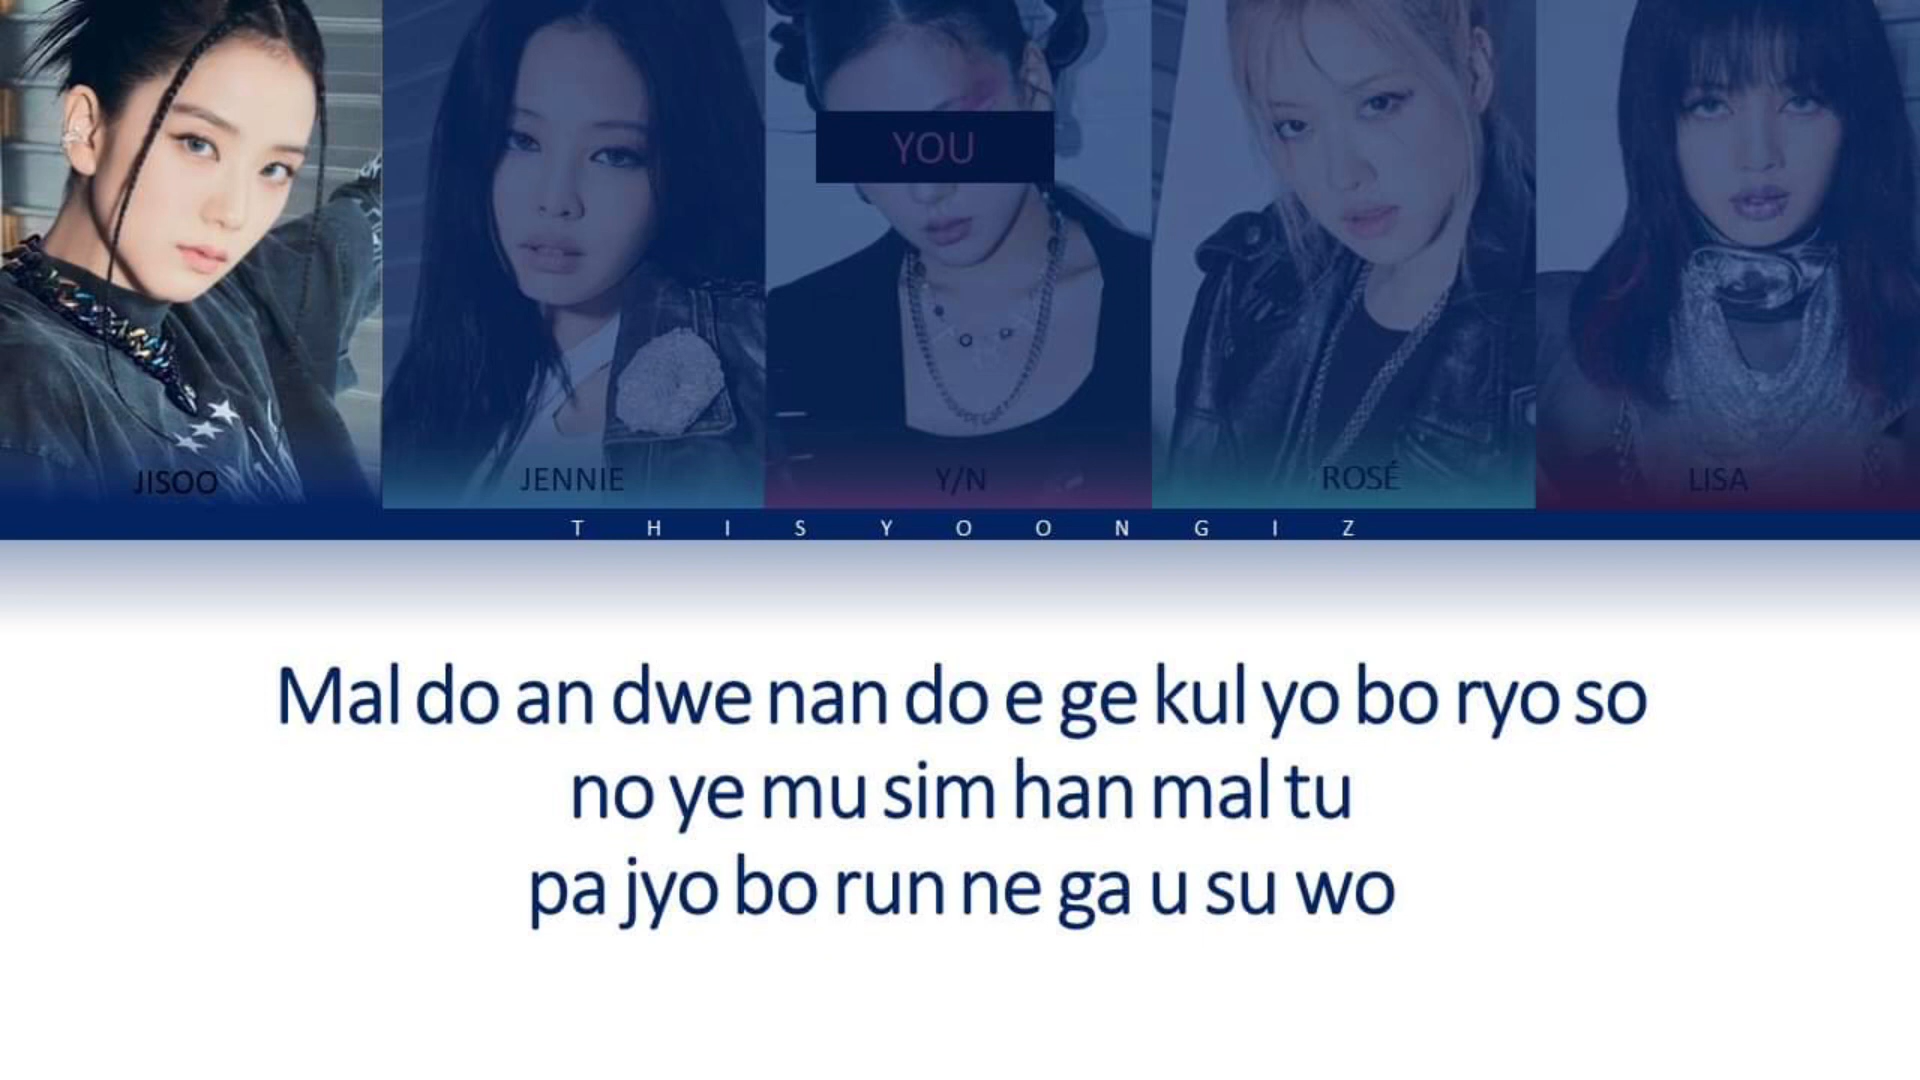 YOU
JISOO
JENNIE
Y/N
ROSÉ
LISA
THISYOONGIZ
Mal do an dwe nan do e ge kul yo bo ryo so
no ye mu sim han mal tu
pa jyo bo run ne ga u su wo